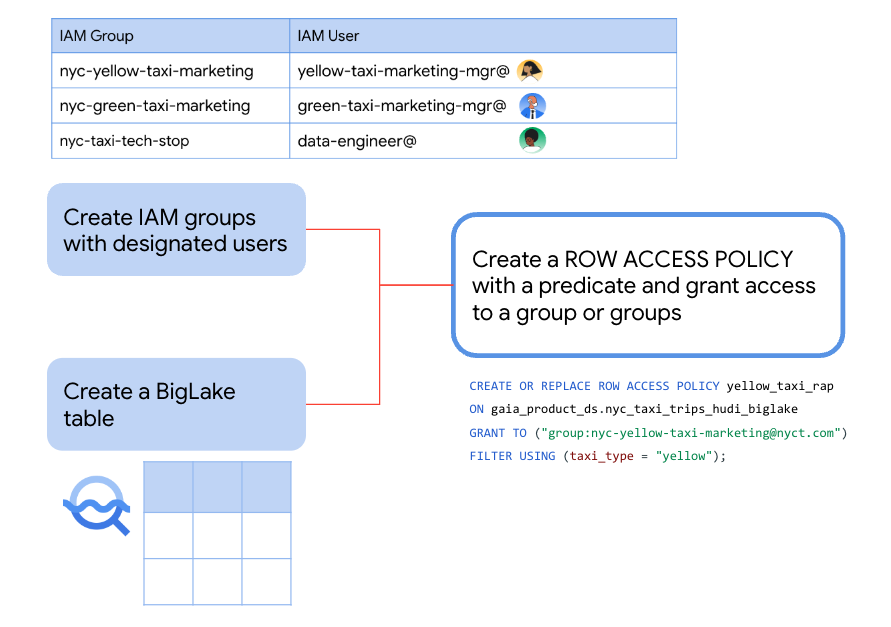 IAM Group IAM User
nyc-yellow-taxi-marketing yellow-taxi-marketing-mgr@
nyc-green-taxi-marketing green-taxi-marketing-mgr@
nyc-taxi-tech-stop data-engineer@
Create IAM groups
with designated users
Create a ROW ACCESS POLICY
with a predicate and grant access
to a group or groups
Create a BigLake
table
CREATE OR REPLACE ROW ACCESS POLICY yellow_taxi_rap
ON gaia_product_ds.nyc_taxi_trips_hudi_biglake
GRANT TO ("group:nyc-yellow-taxi-marketing@nyct.com")
FILTER USING (taxi_type = "yellow");